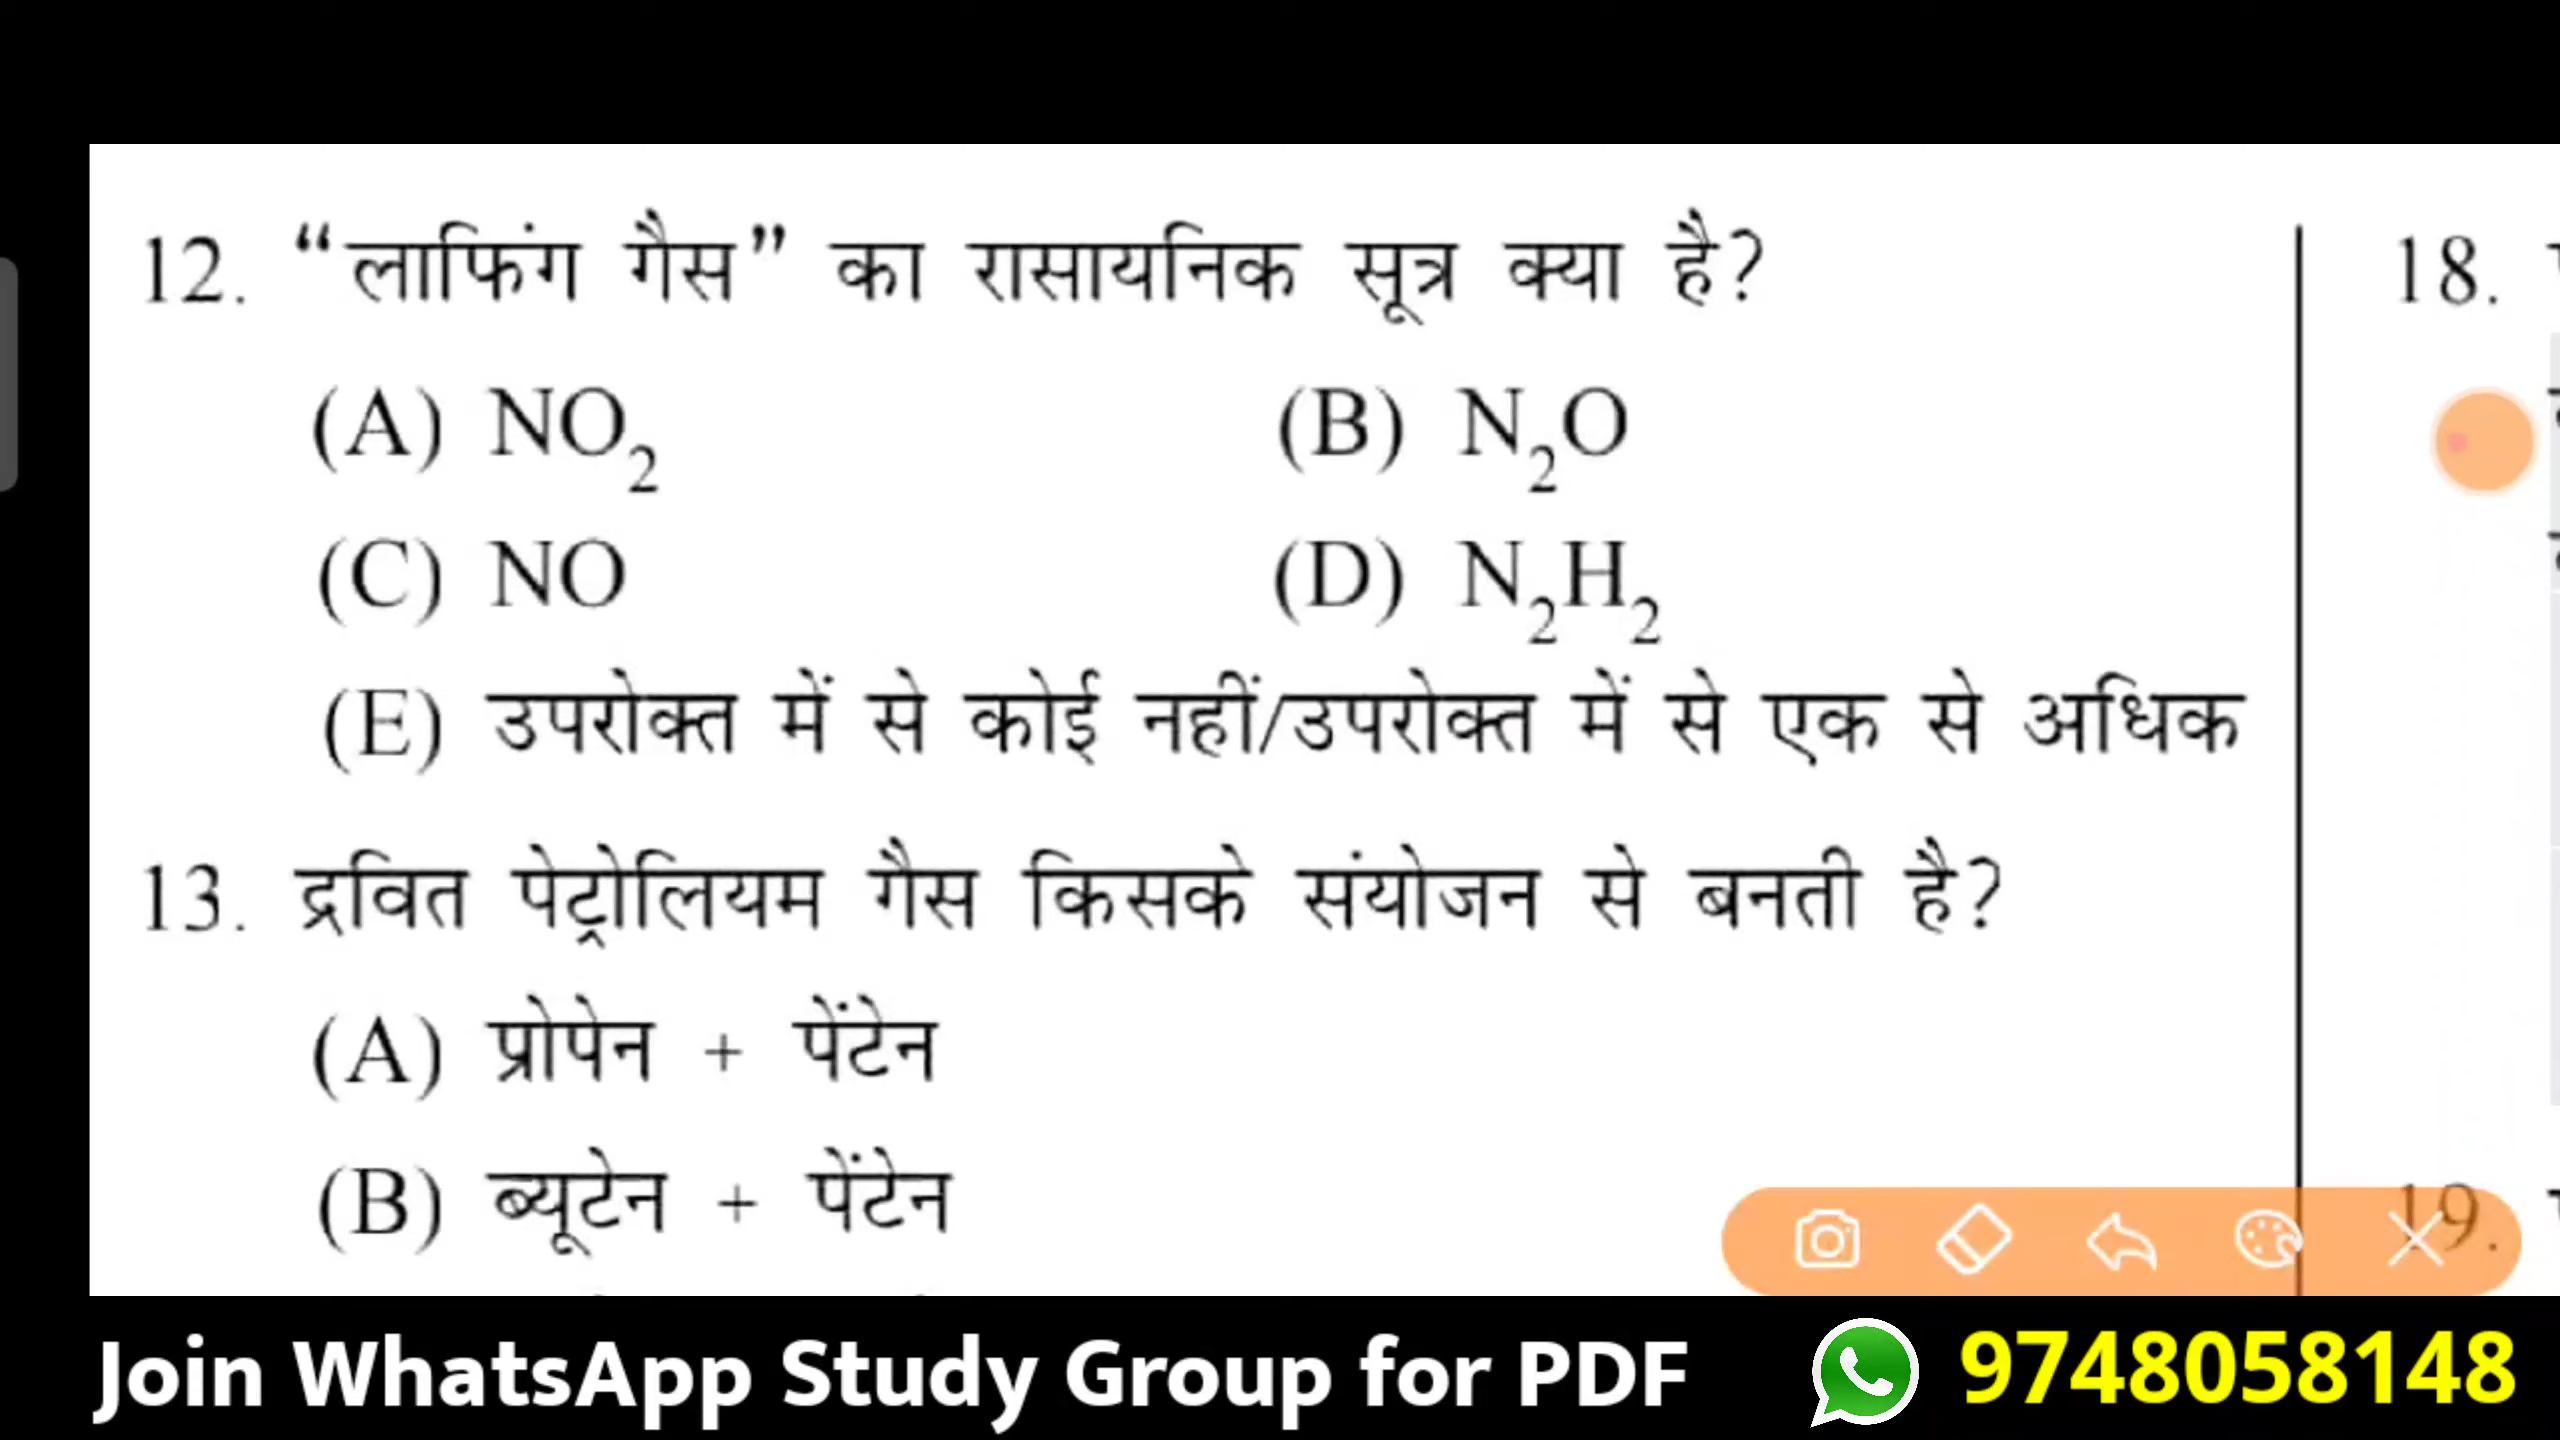 12. “लाफिंग गैस” का रासायनिक सूत्र क्या है?
(A) NO₂ (B) N₂O
(C) NO (D) N₂H₂
(E) उपरोक्त में से कोई नहीं/उपरोक्त में से एक से अधिक
13. द्रवित पेट्रोलियम गैस किसके संयोजन से बनती है?
(A) प्रोपेन + पेंटेन
(B) ब्यूटेन + पेंटेन
18.
19.
Join WhatsApp Study Group for PDF 9748058148